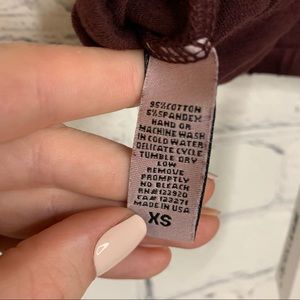 95% COTTON
5% SPANDEX
HAND OR
MACHINE WASH
IN COLD WATER
DELICATE CYCLE
TUMBLE DRY
LOW
REMOVE
PROMPTLY
NO BLEACH
RN# 123920
CA# 123271
MADE IN USA
XS